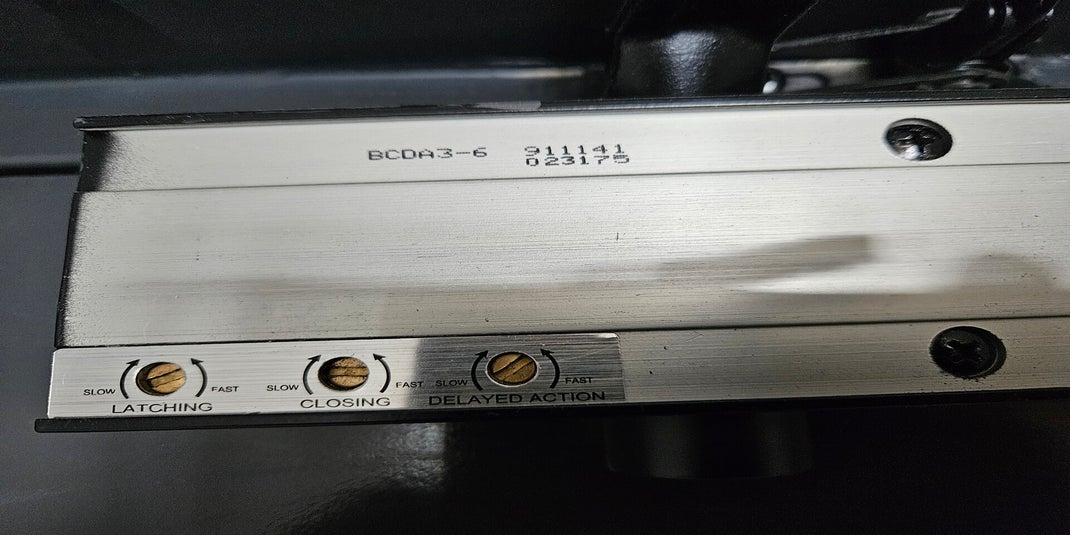 BCDA3-6 911141
023175
SLOW FAST SLOW FAST SLOW FAST
LATCHING CLOSING DELAYED ACTION